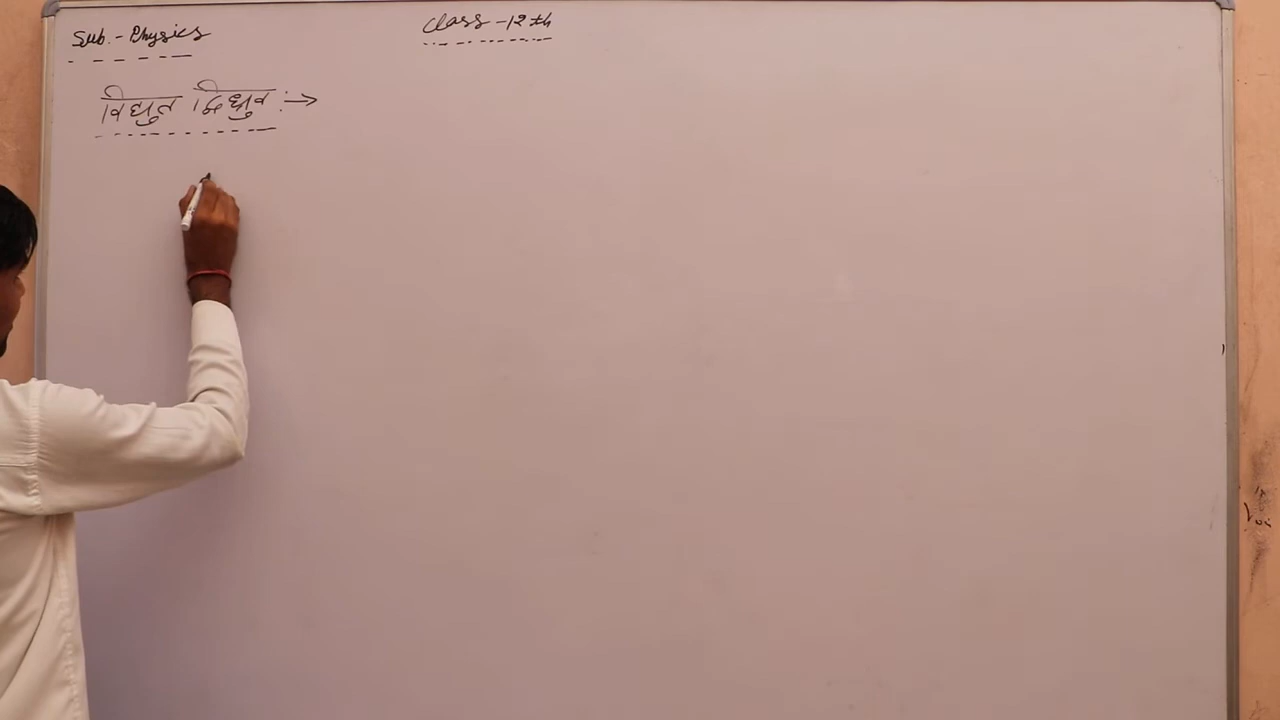 Sub.- Physics Class -12th
विद्युत द्विध्रुव :→